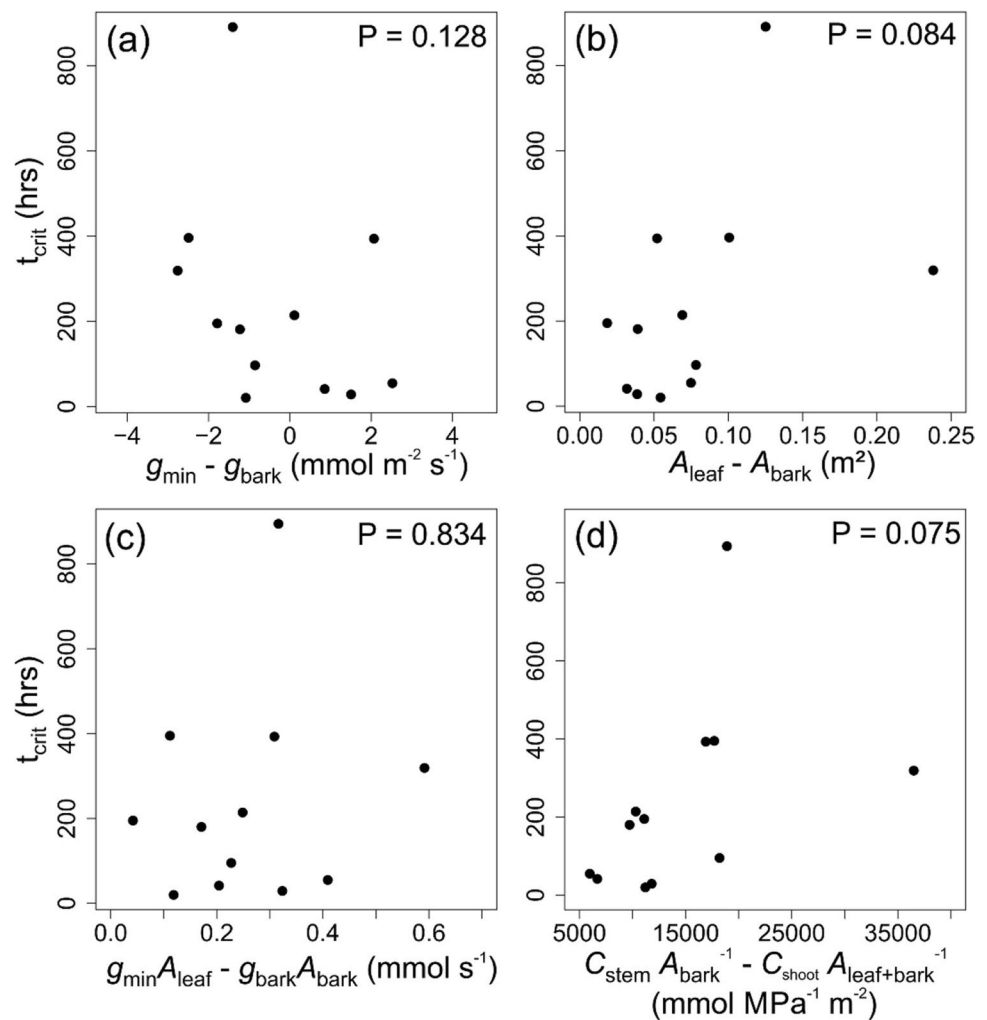 (a) P = 0.128
800
600
400
200
0
t_crit (hrs)
−4 −2 0 2 4
g_min - g_bark (mmol m⁻² s⁻¹)
(b) P = 0.084
800
600
400
200
0
0.00 0.05 0.10 0.15 0.20 0.25
A_leaf - A_bark (m²)
(c) P = 0.834
800
600
400
200
0
t_crit (hrs)
0.0 0.2 0.4 0.6
g_min A_leaf - g_bark A_bark (mmol s⁻¹)
(d) P = 0.075
800
600
400
200
0
5000 15000 25000 35000
C_stem A_bark⁻¹ - C_shoot A_leaf+bark⁻¹
(mmol MPa⁻¹ m⁻²)